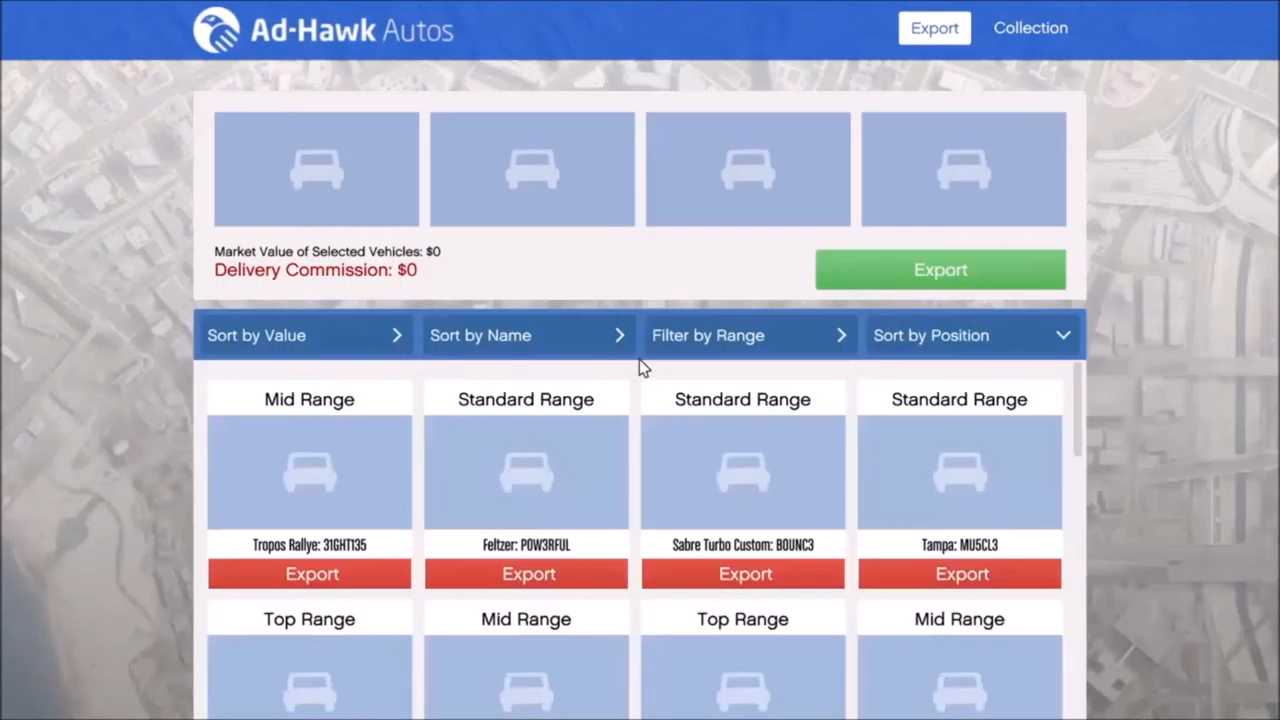 Ad-Hawk Autos
Export
Collection
Market Value of Selected Vehicles: $0
Delivery Commission: $0
Export
Sort by Value
Sort by Name
Filter by Range
Sort by Position
Mid Range
Standard Range
Standard Range
Standard Range
Tropos Rallye: 31GHT135
Feltzer: P0W3RFUL
Sabre Turbo Custom: B0UNC3
Tampa: MU5CL3
Export
Export
Export
Export
Top Range
Mid Range
Top Range
Mid Range